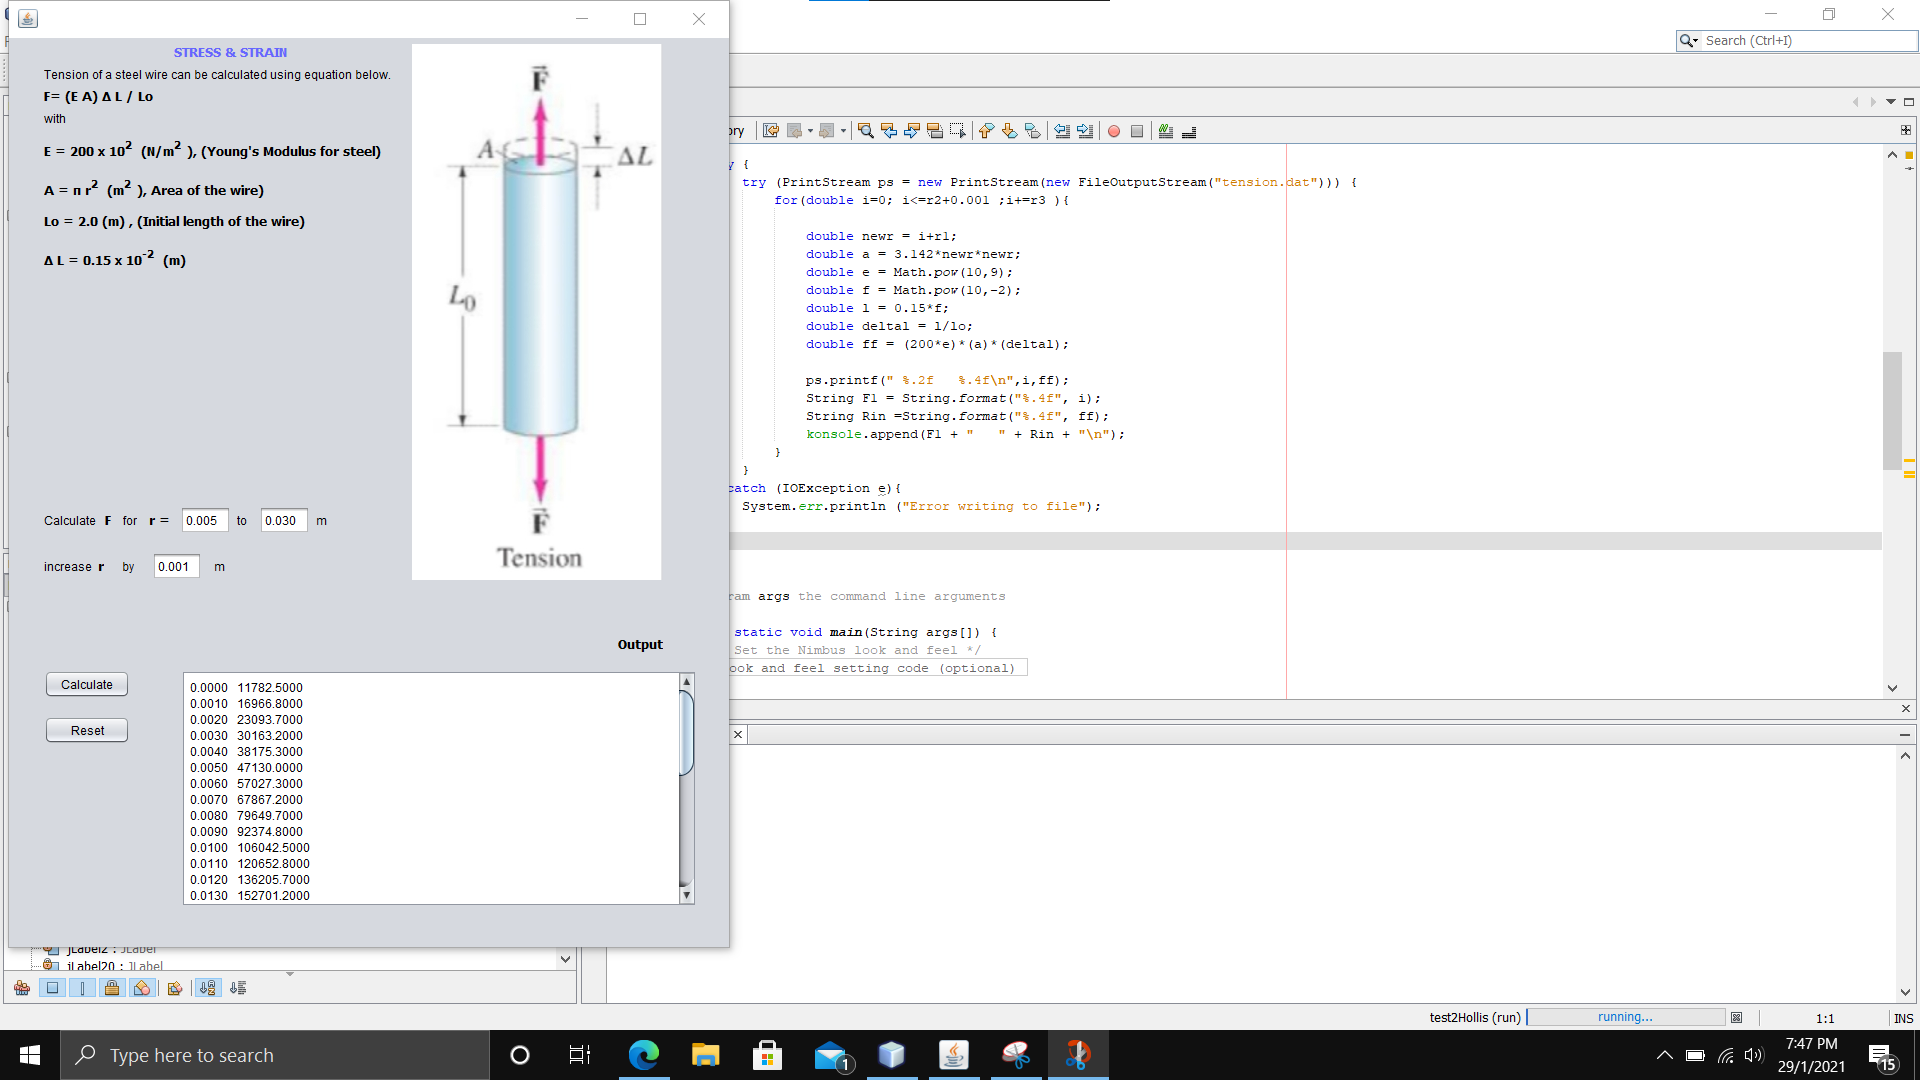 STRESS & STRAIN
Tension of a steel wire can be calculated using equation below.
F= (E A) Δ L / Lo
with
E = 200 x 10² (N/m² ), (Young's Modulus for steel)
A = п r² (m² ), Area of the wire)
Lo = 2.0 (m) , (Initial length of the wire)
Δ L = 0.15 x 10⁻² (m)
F
A
ΔL
L₀
F
Tension
Calculate F for r = 0.005 to 0.030 m
increase r by 0.001 m
Output
Calculate
Reset
0.0000 11782.5000
0.0010 16966.8000
0.0020 23093.7000
0.0030 30163.2000
0.0040 38175.3000
0.0050 47130.0000
0.0060 57027.3000
0.0070 67867.2000
0.0080 79649.7000
0.0090 92374.8000
0.0100 106042.5000
0.0110 120652.8000
0.0120 136205.7000
0.0130 152701.2000
jLabel2 : JLabel
jLabel20 : JLabel
Search (Ctrl+I)
ory
y {
try (PrintStream ps = new PrintStream(new FileOutputStream("tension.dat"))) {
for(double i=0; i<=r2+0.001 ;i+=r3 ){
double newr = i+r1;
double a = 3.142*newr*newr;
double e = Math.pow(10,9);
double f = Math.pow(10,-2);
double l = 0.15*f;
double deltal = l/lo;
double ff = (200*e)*(a)*(deltal);
ps.printf(" %.2f   %.4f\n",i,ff);
String F1 = String.format("%.4f", i);
String Rin =String.format("%.4f", ff);
konsole.append(F1 + "   " + Rin + "\n");
}
}
catch (IOException e){
System.err.println ("Error writing to file");
ram args the command line arguments
static void main(String args[]) {
Set the Nimbus look and feel */
ook and feel setting code (optional)
test2Hollis (run)
running...
1:1
INS
Type here to search
1
7:47 PM
29/1/2021
15